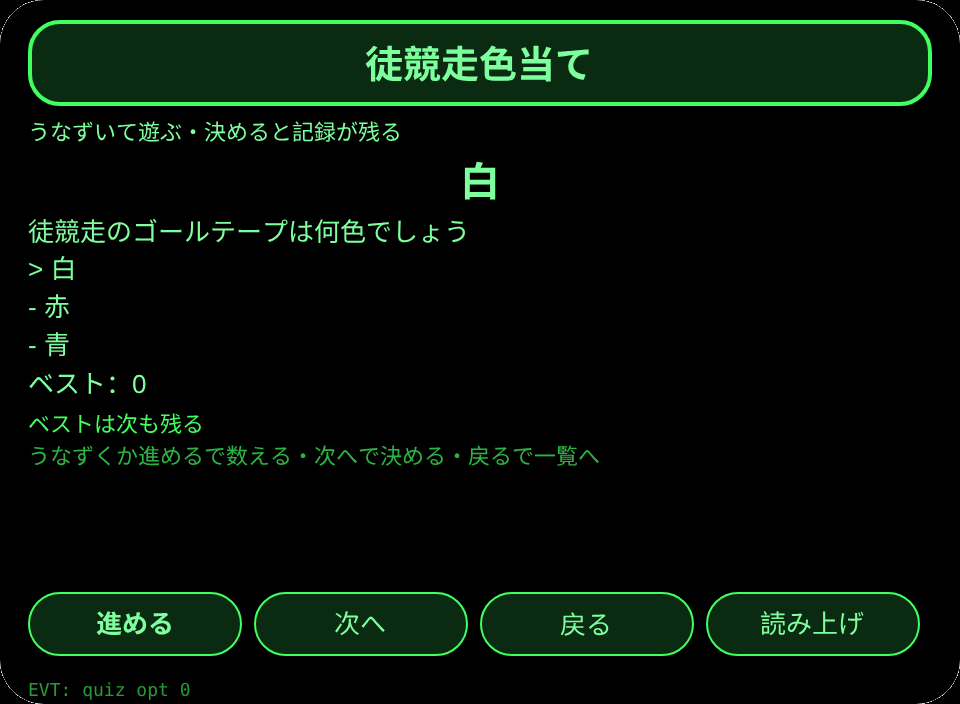 徒競走色当て
うなずいて遊ぶ・決めると記録が残る
白
徒競走のゴールテープは何色でしょう
> 白
- 赤
- 青
ベスト: 0
ベストは次も残る
うなずくか進めるで数える・次へで決める・戻るで一覧へ
進める 次へ 戻る 読み上げ
EVT: quiz opt 0